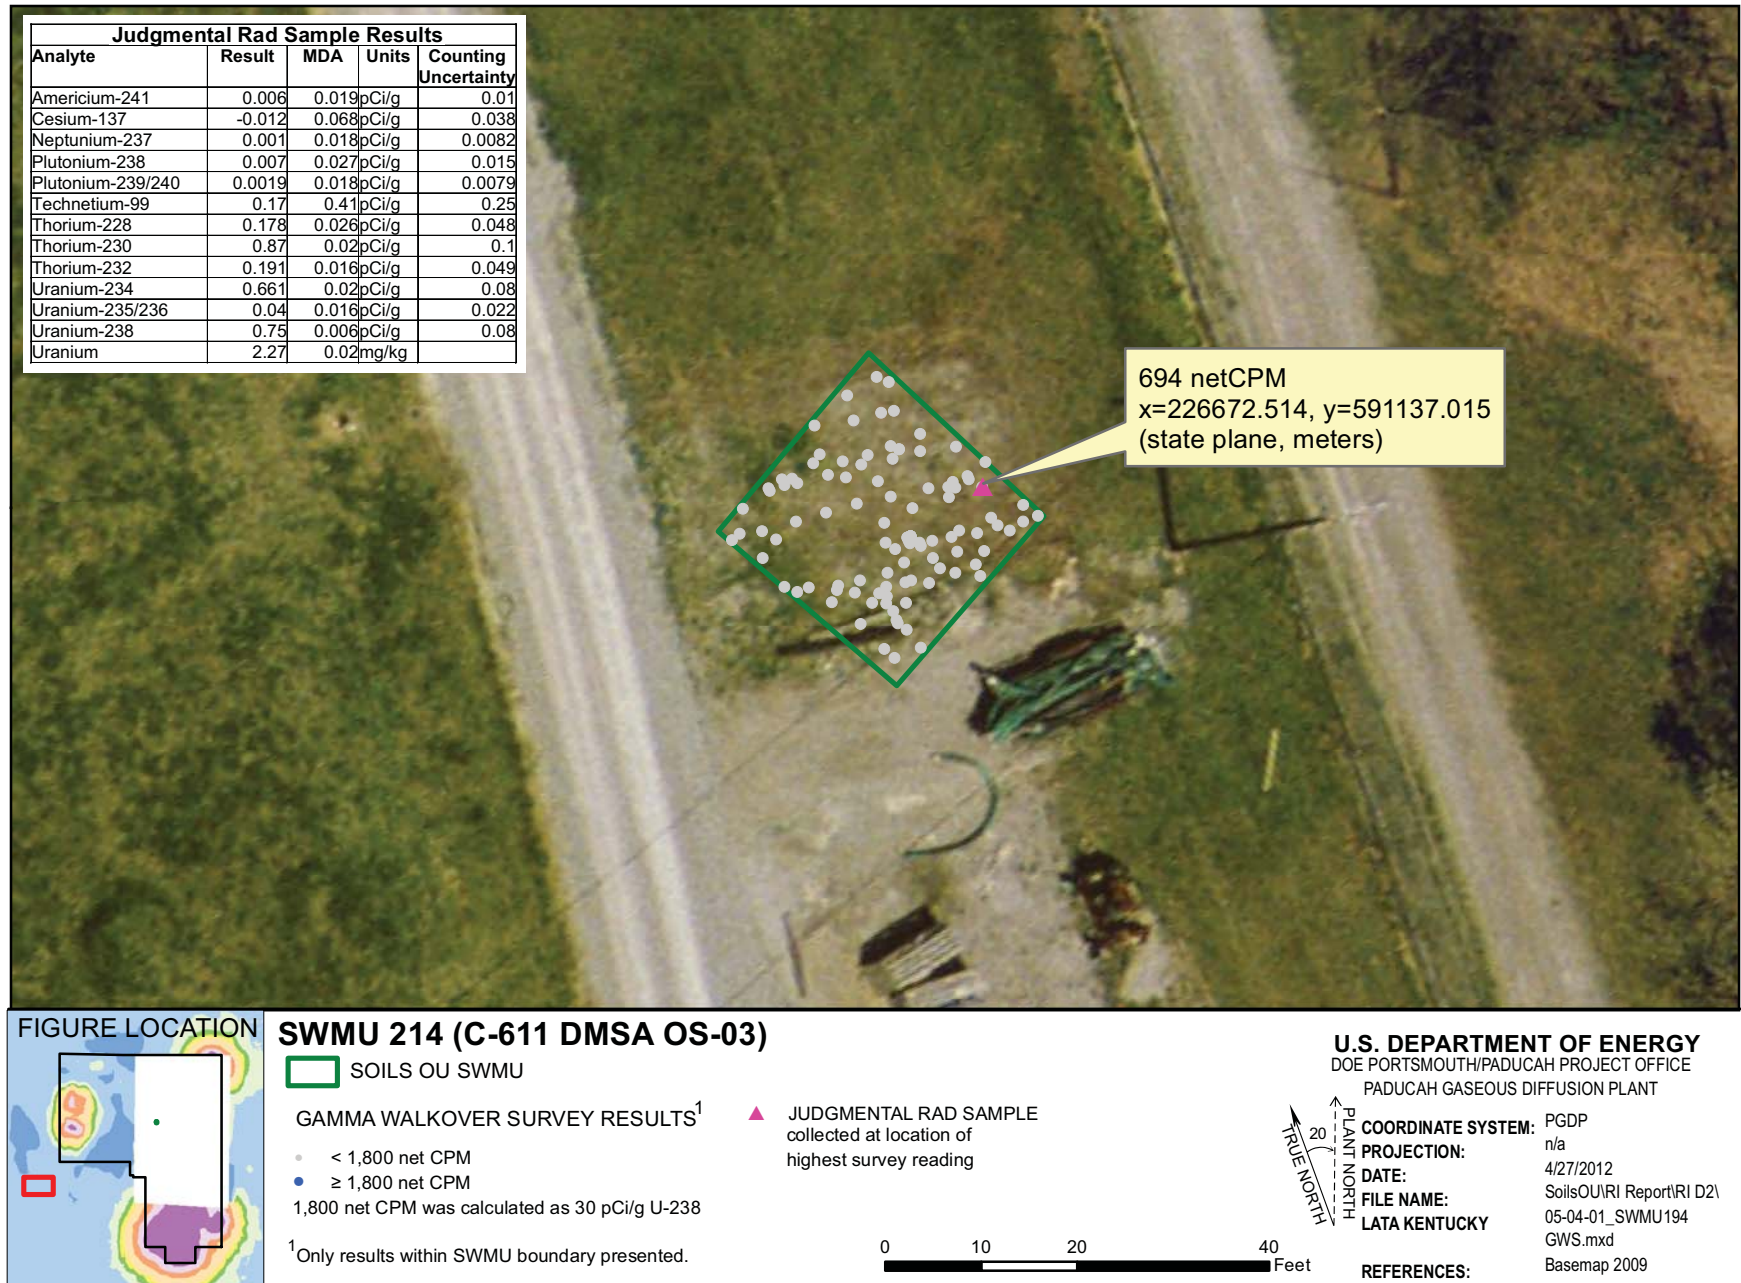 Judgmental Rad Sample Results
Analyte Result MDA Units Counting Uncertainty
Americium-241 0.006 0.019 pCi/g 0.01
Cesium-137 -0.012 0.068 pCi/g 0.038
Neptunium-237 0.001 0.018 pCi/g 0.0082
Plutonium-238 0.007 0.027 pCi/g 0.015
Plutonium-239/240 0.0019 0.018 pCi/g 0.0079
Technetium-99 0.17 0.41 pCi/g 0.25
Thorium-228 0.178 0.026 pCi/g 0.048
Thorium-230 0.87 0.02 pCi/g 0.1
Thorium-232 0.191 0.016 pCi/g 0.049
Uranium-234 0.661 0.02 pCi/g 0.08
Uranium-235/236 0.04 0.016 pCi/g 0.022
Uranium-238 0.75 0.006 pCi/g 0.08
Uranium 2.27 0.02 mg/kg
694 netCPM
x=226672.514, y=591137.015
(state plane, meters)
FIGURE LOCATION
SWMU 214 (C-611 DMSA OS-03)
SOILS OU SWMU
GAMMA WALKOVER SURVEY RESULTS1
< 1,800 net CPM
≥ 1,800 net CPM
1,800 net CPM was calculated as 30 pCi/g U-238
1Only results within SWMU boundary presented.
JUDGMENTAL RAD SAMPLE
collected at location of
highest survey reading
0 10 20 40
Feet
U.S. DEPARTMENT OF ENERGY
DOE PORTSMOUTH/PADUCAH PROJECT OFFICE
PADUCAH GASEOUS DIFFUSION PLANT
TRUE NORTH
20
PLANT NORTH
COORDINATE SYSTEM: PGDP
PROJECTION: n/a
DATE: 4/27/2012
FILE NAME: SoilsOU\RI Report\RI D2\
LATA KENTUCKY 05-04-01_SWMU194
GWS.mxd
REFERENCES: Basemap 2009